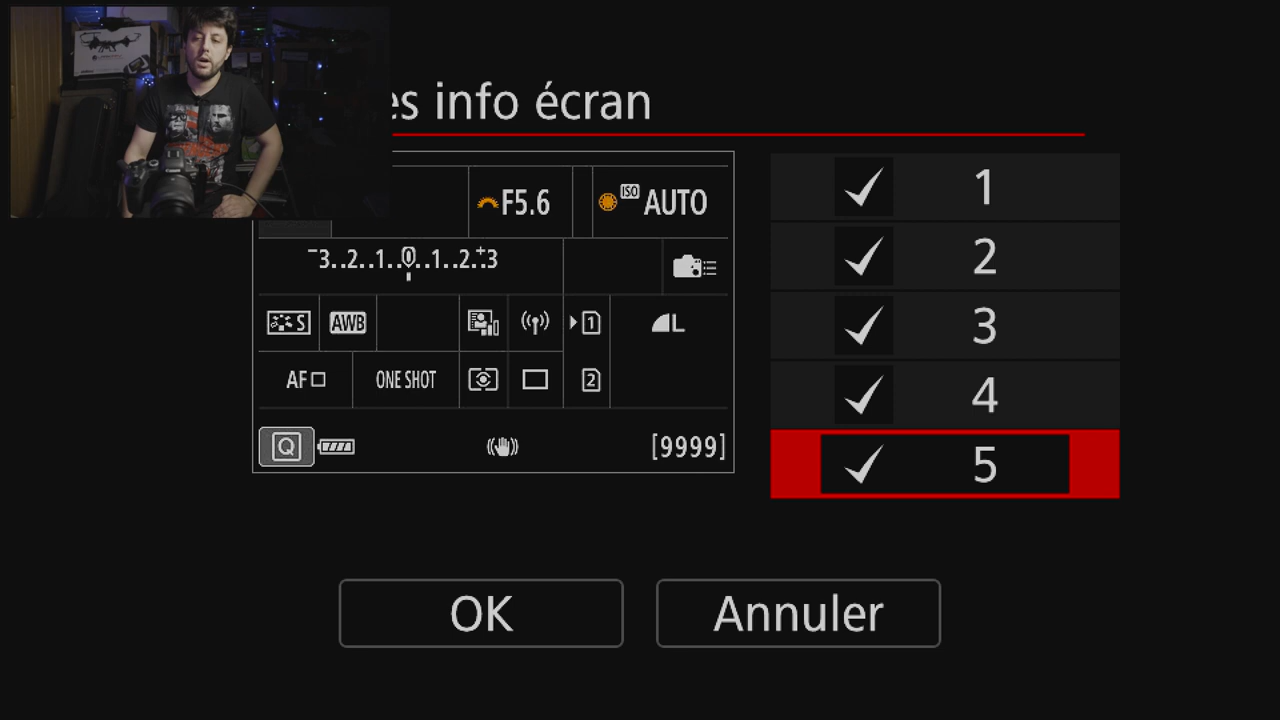 es info écran
F5.6
ISO AUTO
-3..2..1..0..1..2..+3
S
AWB
1
L
AF
ONE SHOT
2
Q
[9999]
1
2
3
4
5
OK
Annuler